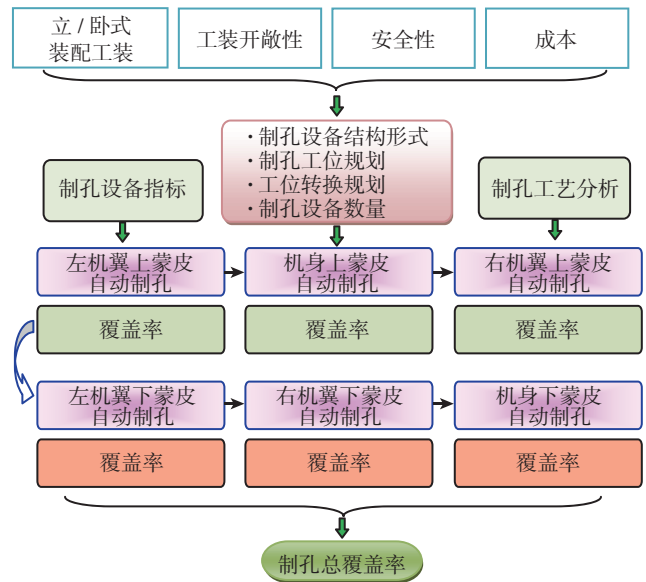 立 / 卧式
装配工装
工装开敞性
安全性
成本
· 制孔设备结构形式
· 制孔工位规划
· 工位转换规划
· 制孔设备数量
制孔设备指标
制孔工艺分析
左机翼上蒙皮
自动制孔
机身上蒙皮
自动制孔
右机翼上蒙皮
自动制孔
覆盖率
覆盖率
覆盖率
左机翼下蒙皮
自动制孔
右机翼下蒙皮
自动制孔
机身下蒙皮
自动制孔
覆盖率
覆盖率
覆盖率
制孔总覆盖率